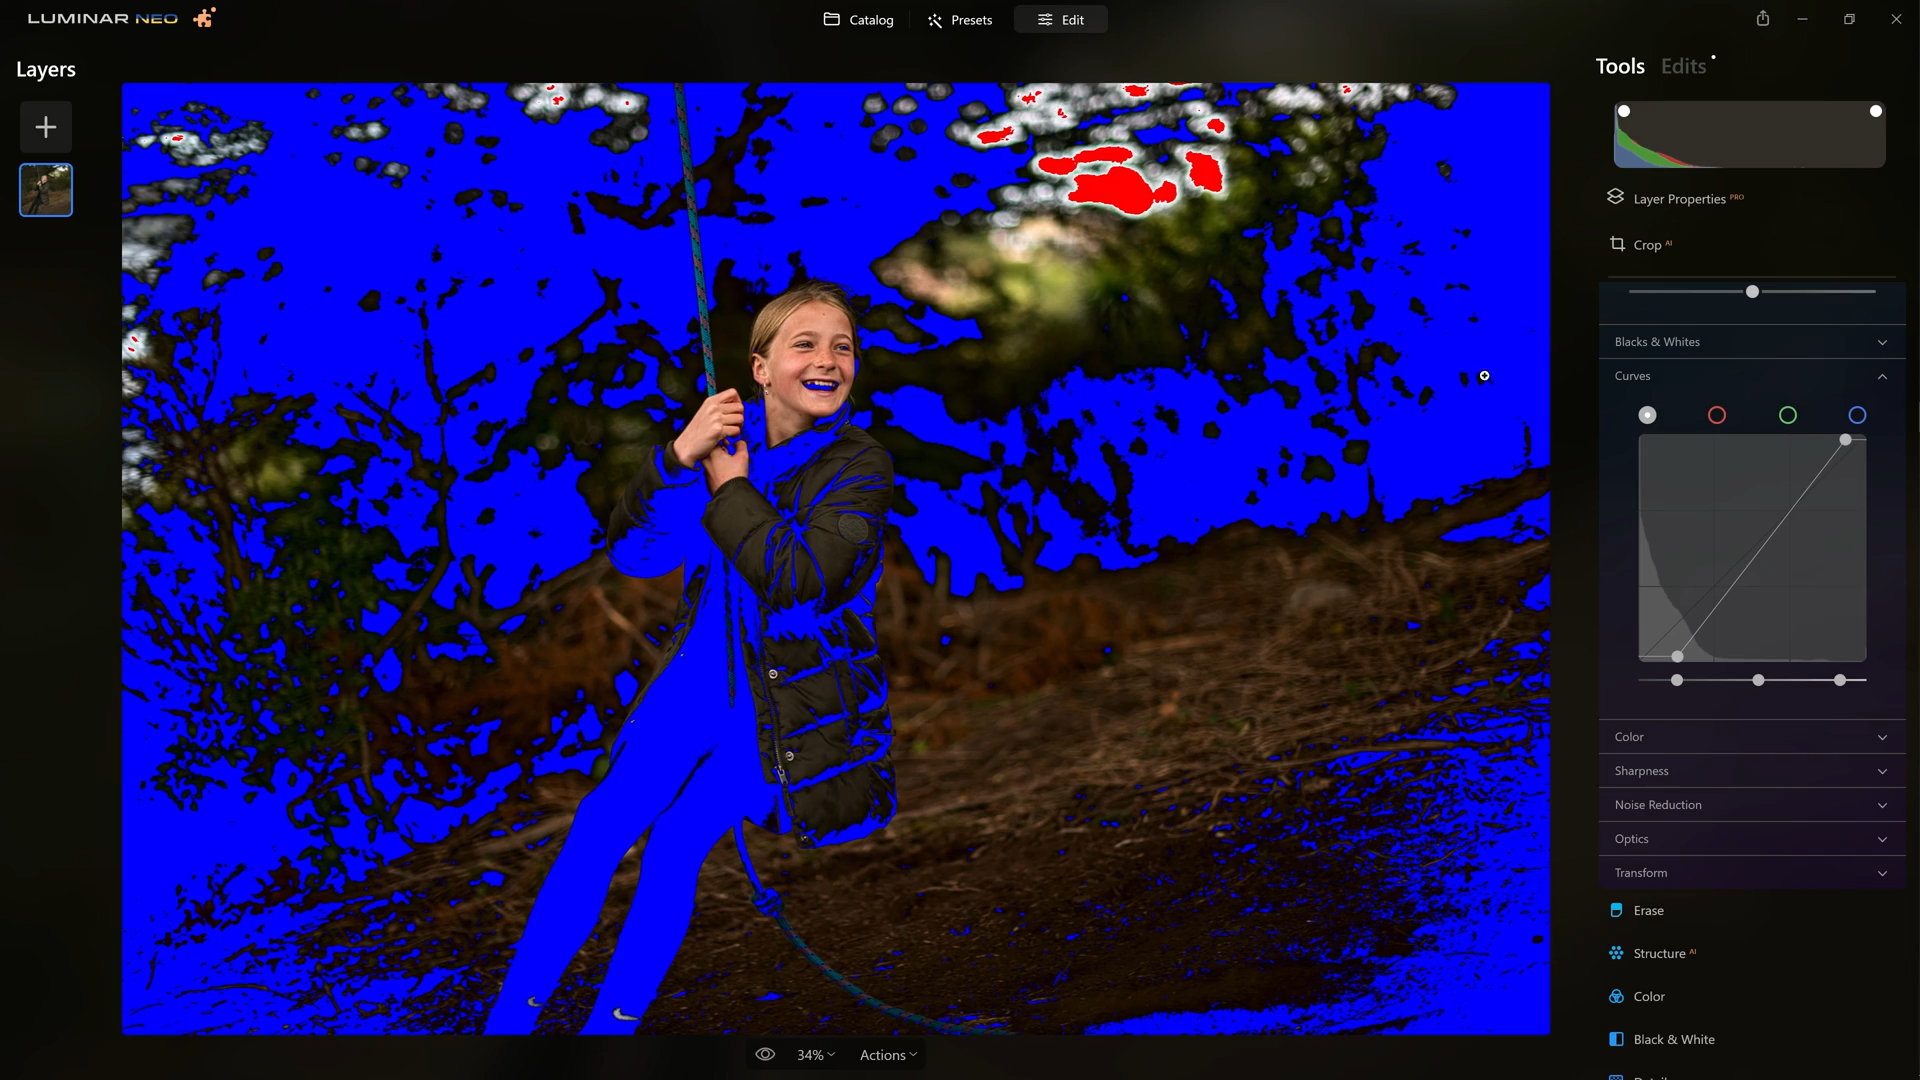 LUMINAR NEO
Catalog
Presets
Edit
Layers
Tools
Edits
Layer Properties PRO
Crop AI
Blacks & Whites
Curves
Color
Sharpness
Noise Reduction
Optics
Transform
Erase
Structure AI
Color
Black & White
34%
Actions